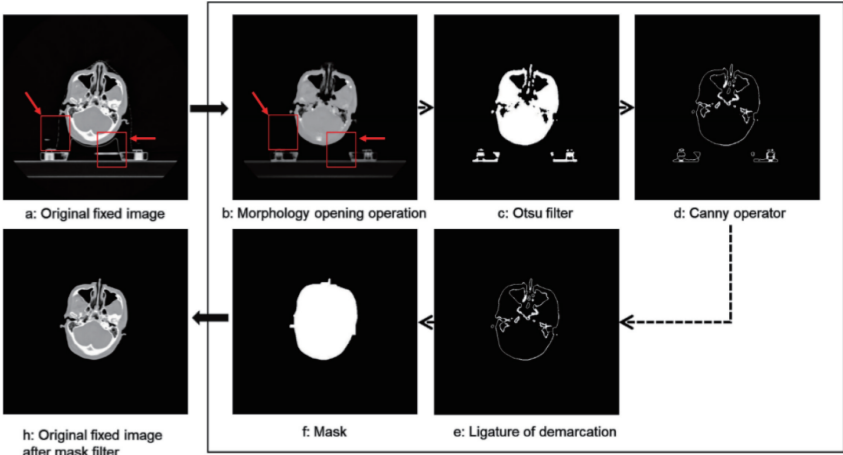 a: Original fixed image
b: Morphology opening operation
c: Otsu filter
d: Canny operator
h: Original fixed image
after mask filter
f: Mask
e: Ligature of demarcation